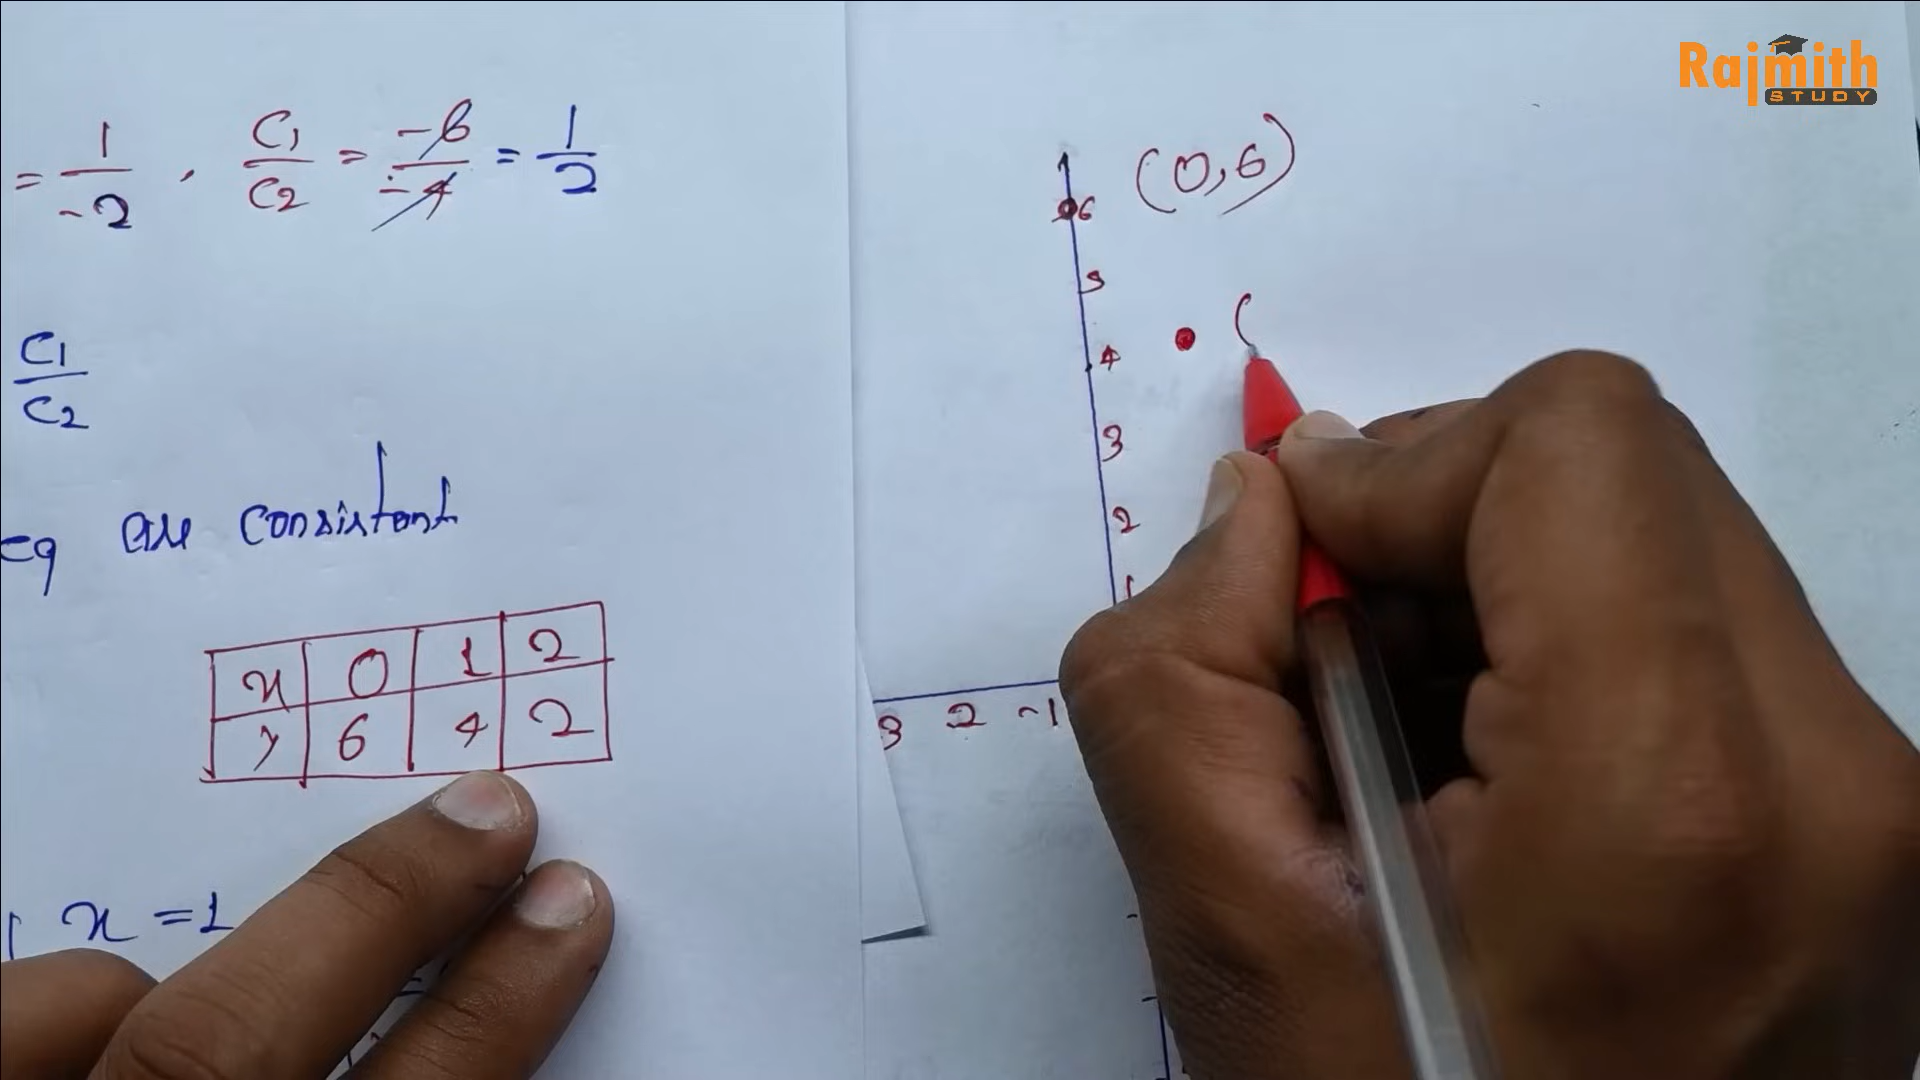 Rajmith
STUDY
= 1/-2 , C1/C2 = -6/-4 = 1/2
C1/C2
eq are consistent
x 0 1 2
y 6 4 2
x = 1
(0,6)
6
5
(
4
3
2
1
3 2 -1